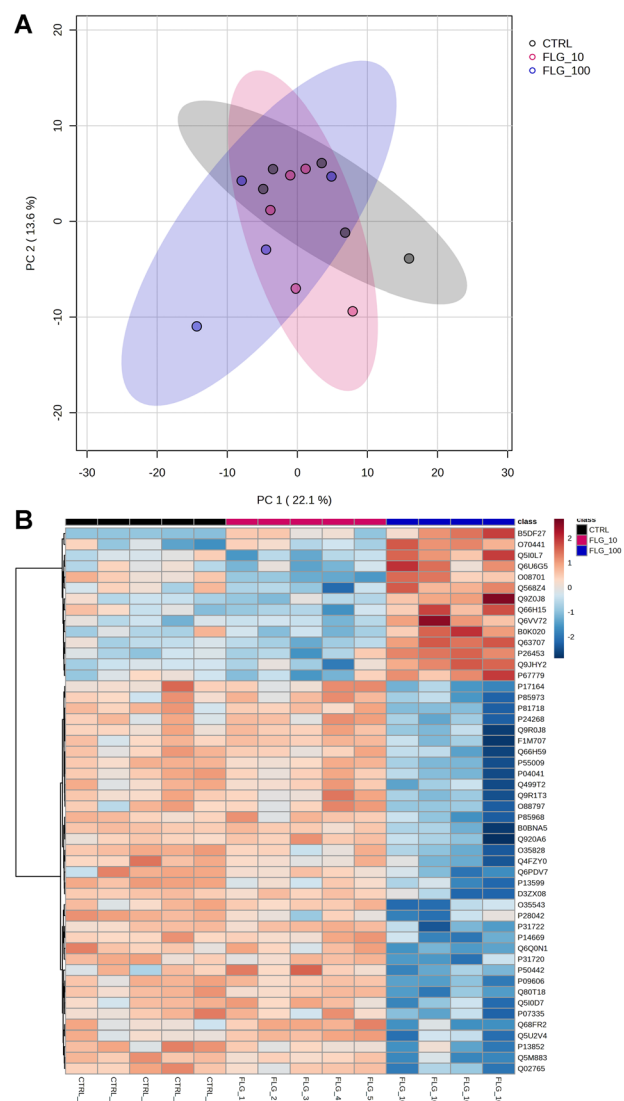 A
20
10
0
-10
-20
PC 2 ( 13.6 %)
-30
-20
-10
0
10
20
30
PC 1 ( 22.1 %)
CTRL
FLG_10
FLG_100
B
class
B5DF27
O70441
Q5I0L7
Q6U6G5
O08701
Q568Z4
Q9Z0J8
Q66H15
Q6VV72
B0K020
Q63707
P26453
Q9JHY2
P67779
P17164
P85973
P81718
P24268
Q9R0J8
F1M707
Q66H59
P55009
P04041
Q499T2
Q9R1T3
O88797
P85968
B0BNA5
Q920A6
O35828
Q4FZY0
Q6PDV7
P13599
D3ZX08
O35543
P28042
P31722
P14669
Q6Q0N1
P31720
P50442
P09606
Q80T18
Q5I0D7
P07335
Q68FR2
Q5U2V4
P13852
Q5M883
Q02765
CTRL_
CTRL_
CTRL_
CTRL_
CTRL_
FLG_1
FLG_2
FLG_3
FLG_4
FLG_5
FLG_1
FLG_1
FLG_1
FLG_1
2
1
0
-1
-2
class
CTRL
FLG_10
FLG_100